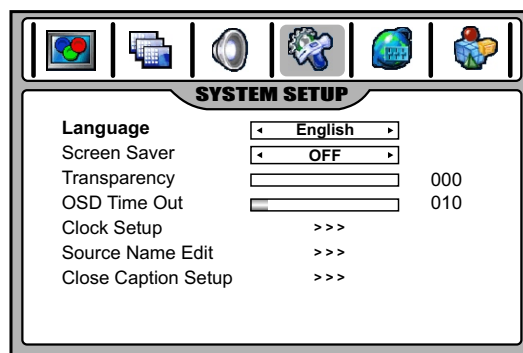 SYSTEM SETUP
Language English
Screen Saver OFF
Transparency 000
OSD Time Out 010
Clock Setup >>>
Source Name Edit >>>
Close Caption Setup >>>